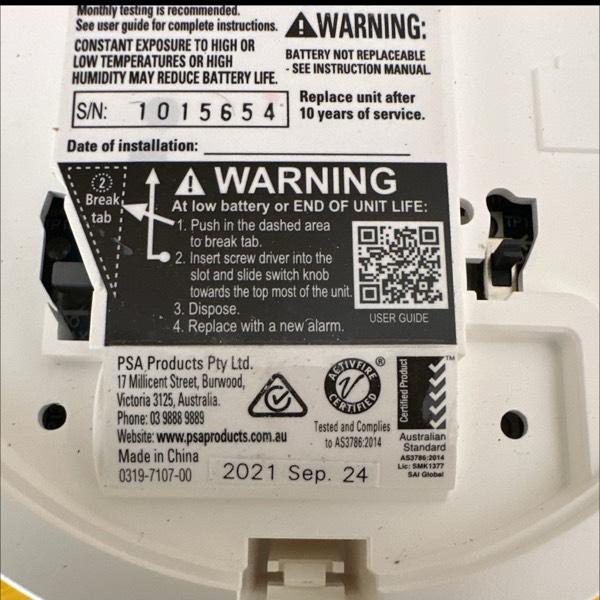 Monthly testing is recommended.
See user guide for complete instructions.
CONSTANT EXPOSURE TO HIGH OR
LOW TEMPERATURES OR HIGH
HUMIDITY MAY REDUCE BATTERY LIFE.
WARNING:
BATTERY NOT REPLACEABLE
- SEE INSTRUCTION MANUAL.
S/N: 1015654
Replace unit after
10 years of service.
Date of installation:
2
Break
tab
WARNING
At low battery or END OF UNIT LIFE:
1. Push in the dashed area
to break tab.
2. Insert screw driver into the
slot and slide switch knob
towards the top most of the unit.
3. Dispose.
4. Replace with a new alarm.
USER GUIDE
PSA Products Pty Ltd.
17 Millicent Street, Burwood,
Victoria 3125, Australia.
Phone: 03 9888 9889
Website: www.psaproducts.com.au
Made in China
0319-7107-00
2021 Sep. 24
ACTIVFIRE
CERTIFIED
®
Tested and Complies
to AS3786:2014
Certified Product
TM
Australian
Standard
AS3786:2014
Lic: SMK1377
SAI Global